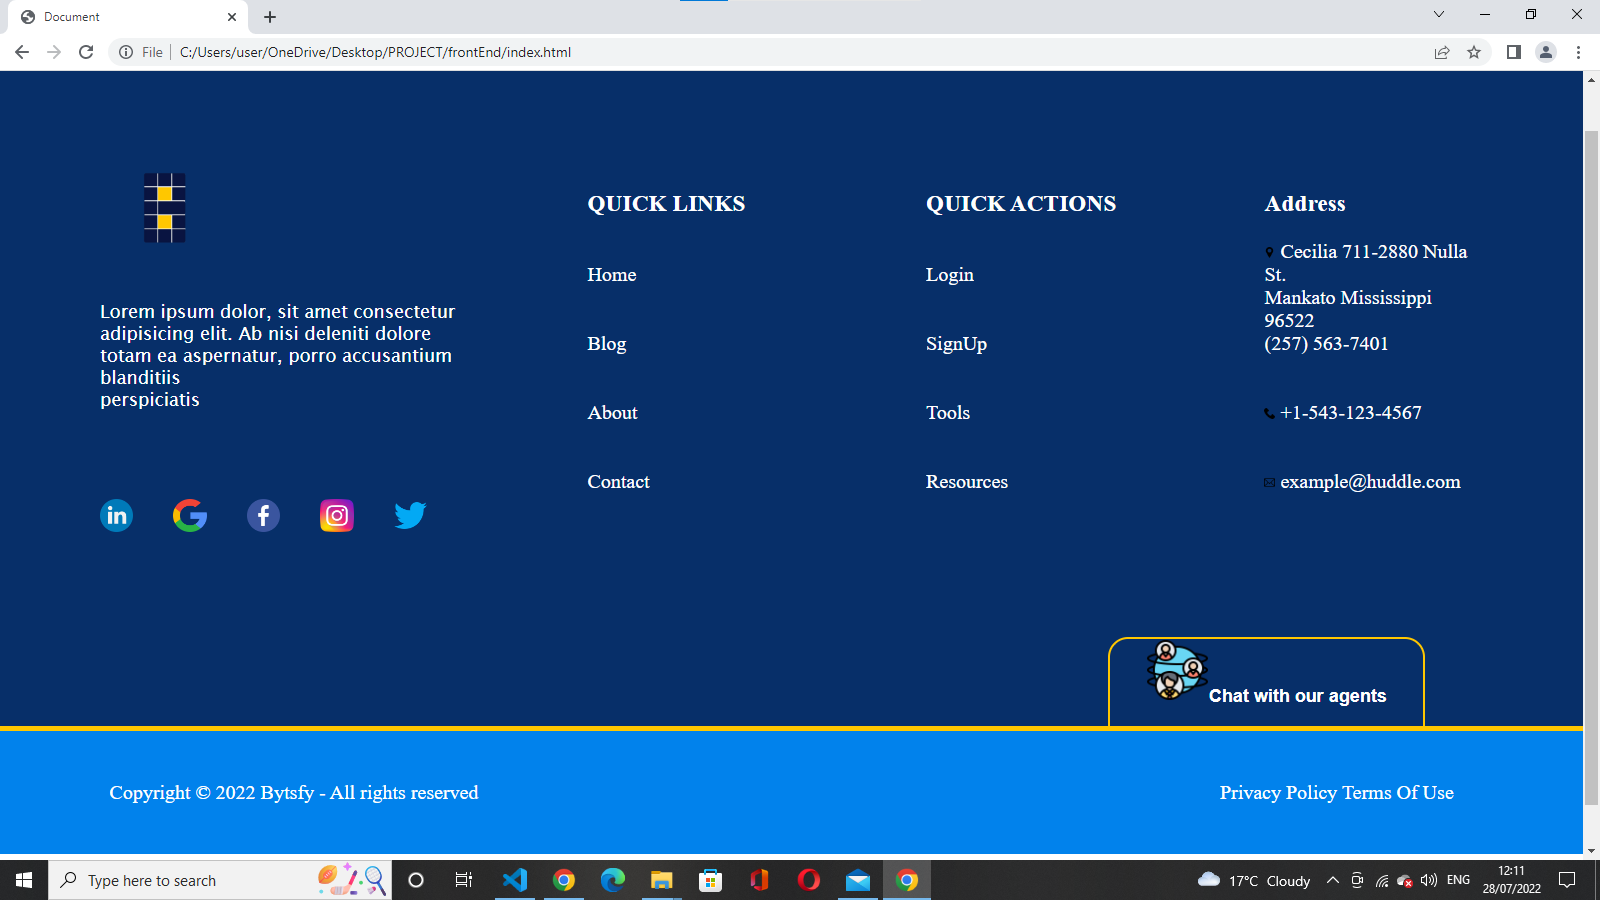 Document
File
C:/Users/user/OneDrive/Desktop/PROJECT/frontEnd/index.html
Lorem ipsum dolor, sit amet consectetur
adipisicing elit. Ab nisi deleniti dolore
totam ea aspernatur, porro accusantium
blanditiis
perspiciatis
QUICK LINKS
Home
Blog
About
Contact
QUICK ACTIONS
Login
SignUp
Tools
Resources
Address
Cecilia 711-2880 Nulla
St.
Mankato Mississippi
96522
(257) 563-7401
+1-543-123-4567
example@huddle.com
Chat with our agents
Copyright © 2022 Bytsfy - All rights reserved
Privacy Policy Terms Of Use
Type here to search
17°C Cloudy
ENG
12:11
28/07/2022